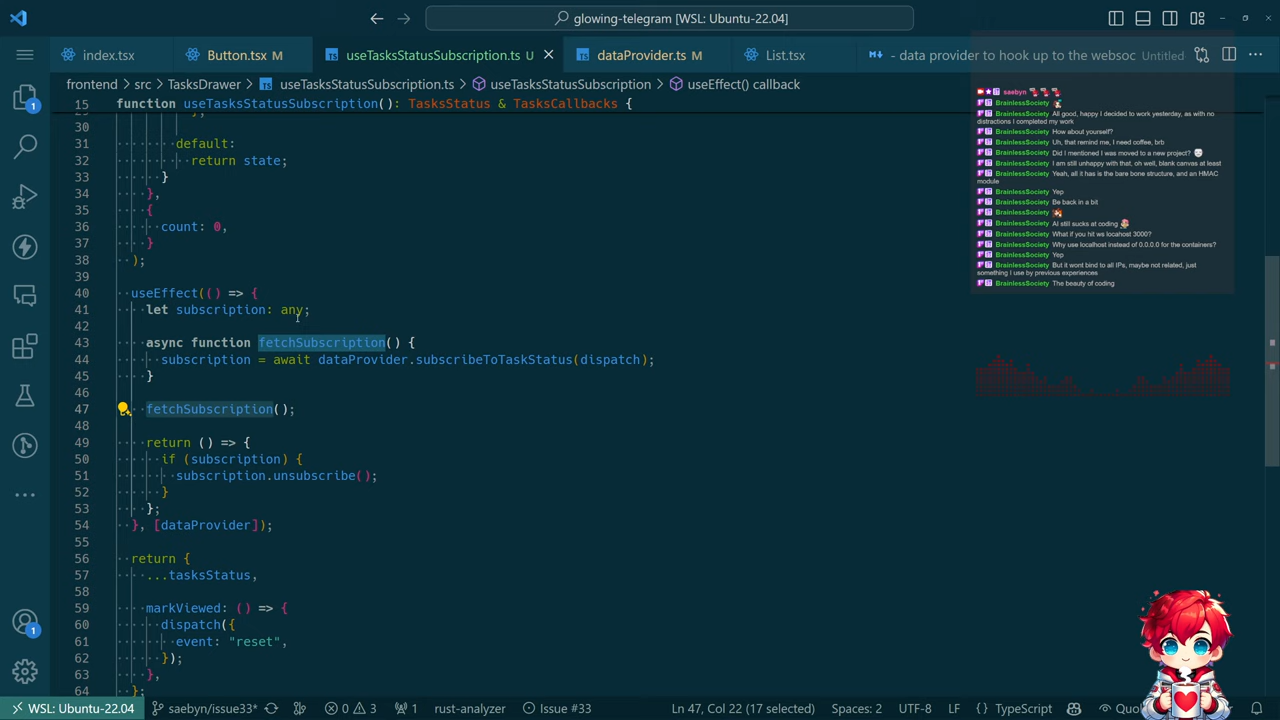 glowing-telegram [WSL: Ubuntu-22.04]
index.tsx
Button.tsx M
useTasksStatusSubscription.ts U
dataProvider.ts M
List.tsx
- data provider to hook up to the websoc Untitled
frontend > src > TasksDrawer > useTasksStatusSubscription.ts > useTasksStatusSubscription > useEffect() callback
15 function useTasksStatusSubscription(): TasksStatus & TasksCallbacks {
30
31 default:
32 return state;
33 }
34 },
35 {
36 count: 0,
37 }
38 );
39
40 useEffect(() => {
41 let subscription: any;
42
43 async function fetchSubscription() {
44 subscription = await dataProvider.subscribeToTaskStatus(dispatch);
45 }
46
47 fetchSubscription();
48
49 return () => {
50 if (subscription) {
51 subscription.unsubscribe();
52 }
53 };
54 }, [dataProvider]);
55
56 return {
57 ...tasksStatus,
58
59 markViewed: () => {
60 dispatch({
61 event: "reset",
62 });
63 },
64 };
saebyn
BrainlessSociety
BrainlessSociety All good, happy I decided to work yesterday, as with no
distractions I completed my work
BrainlessSociety How about yourself?
BrainlessSociety Uh, that remind me, I need coffee, brb
BrainlessSociety Did I mentioned I was moved to a new project?
BrainlessSociety I am still unhappy with that. oh well, blank canvas at least
BrainlessSociety Yeah, all it has is the bare bone structure, and an HMAC
module
BrainlessSociety Yep
BrainlessSociety Be back in a bit
BrainlessSociety
BrainlessSociety AI still sucks at coding
BrainlessSociety What if you hit ws locahost 3000?
BrainlessSociety Why use localhost instead of 0.0.0.0 for the containers?
BrainlessSociety Yep
BrainlessSociety But it wont bind to all IPs, maybe not related, just
something I use by previous experiences
BrainlessSociety The beauty of coding
1
1
WSL: Ubuntu-22.04
saebyn/issue33*
0
3
1
rust-analyzer
Issue #33
Ln 47, Col 22 (17 selected)
Spaces: 2
UTF-8
LF
TypeScript